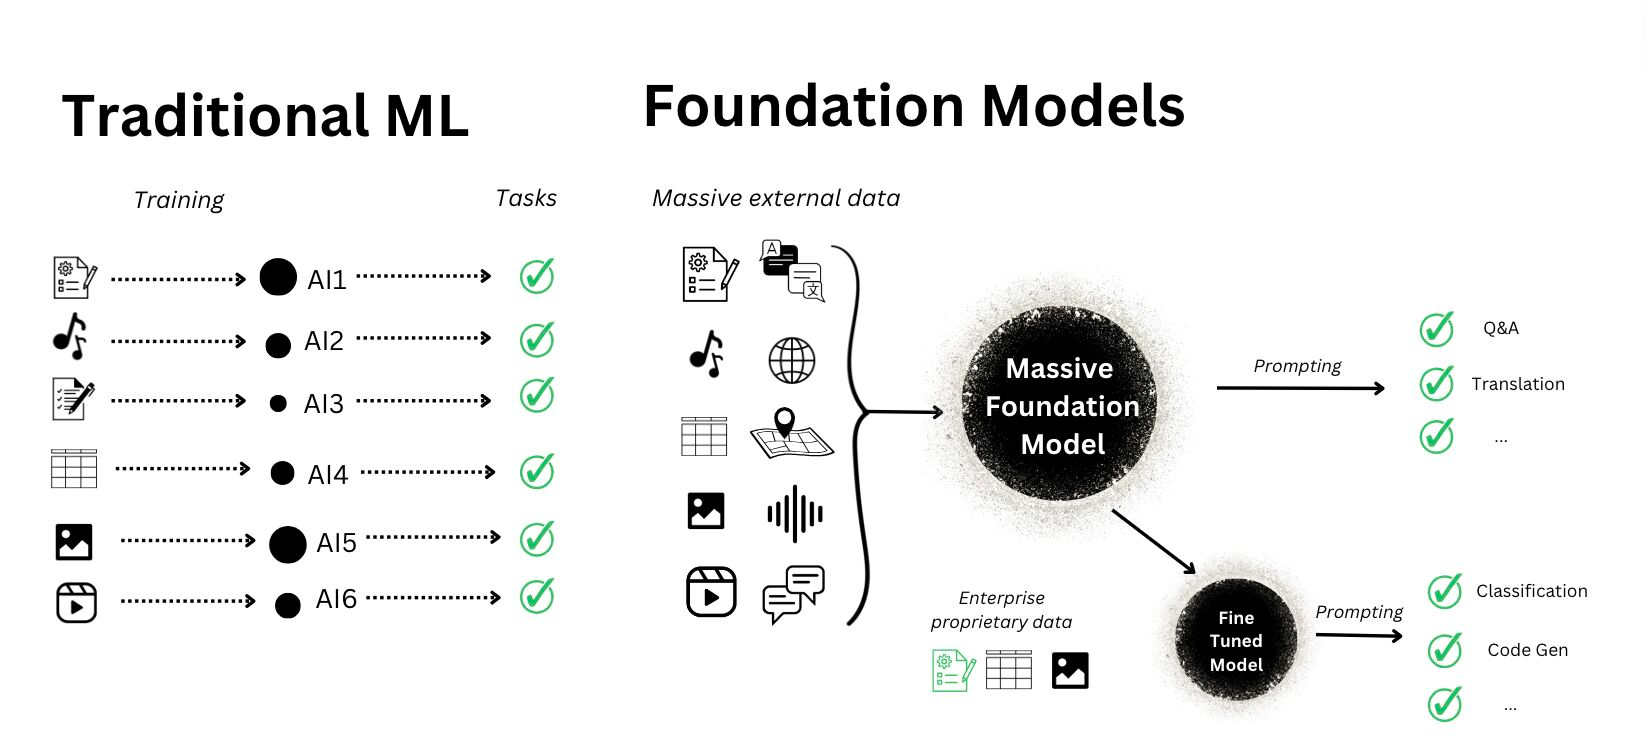 Traditional ML
Training
Tasks
AI1
AI2
AI3
AI4
AI5
AI6
Foundation Models
Massive external data
A
文
Massive
Foundation
Model
Prompting
Q&A
Translation
...
Enterprise
proprietary data
Fine
Tuned
Model
Prompting
Classification
Code Gen
...